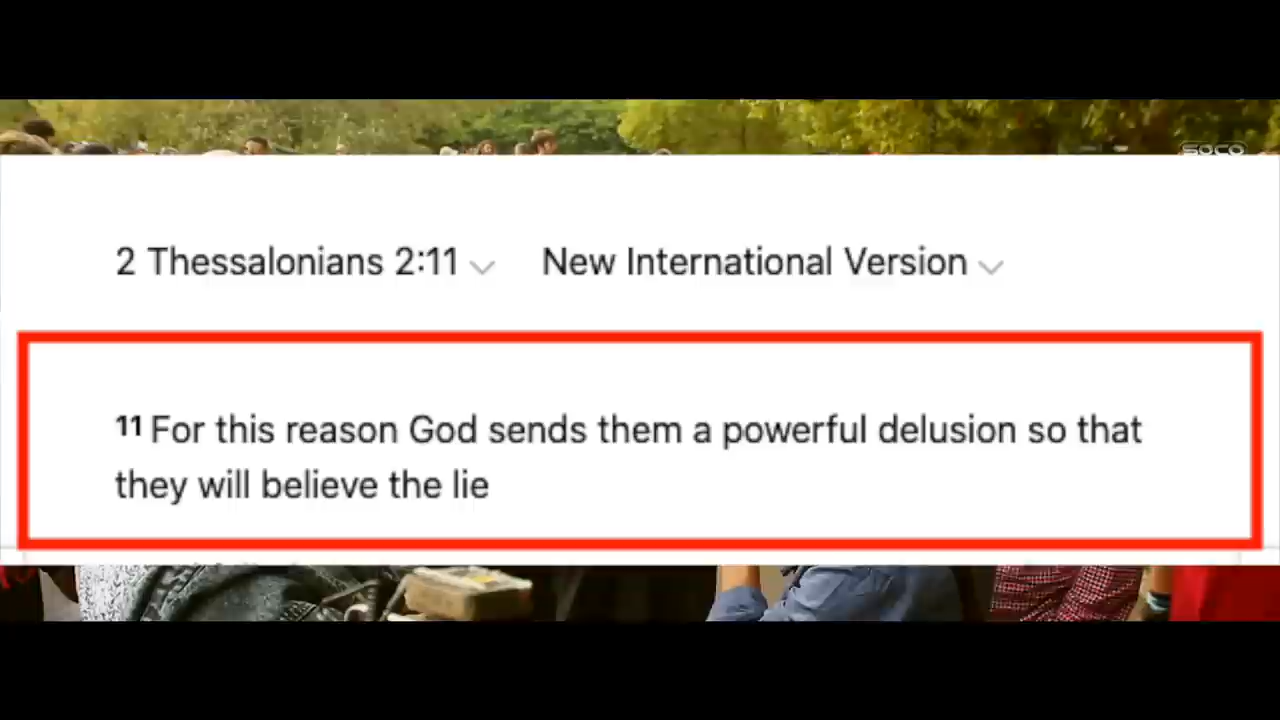 SOCO
2 Thessalonians 2:11 New International Version
11 For this reason God sends them a powerful delusion so that
they will believe the lie